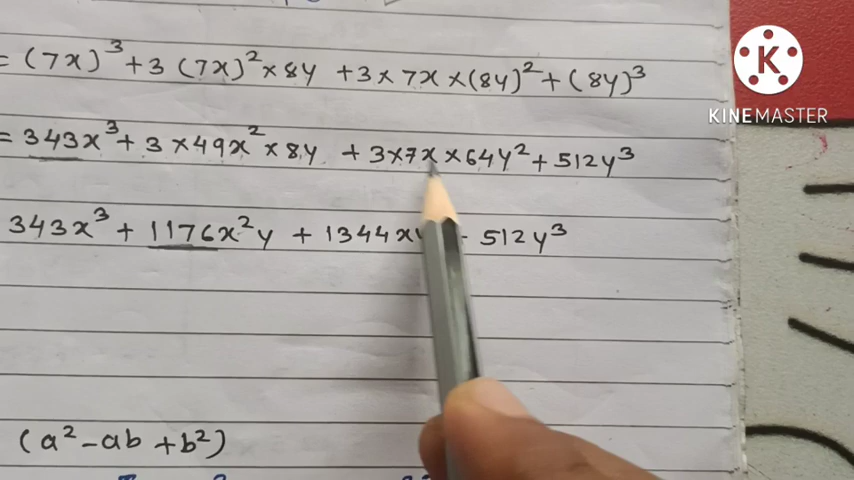 = (7x)³ + 3 (7x)² × 8y + 3 × 7x × (8y)² + (8y)³
K
KINEMASTER
= 343x³ + 3 × 49x² × 8y + 3 × 7x × 64y² + 512y³
343x³ + 1176x²y + 1344x 512y³
(a² - ab + b²)